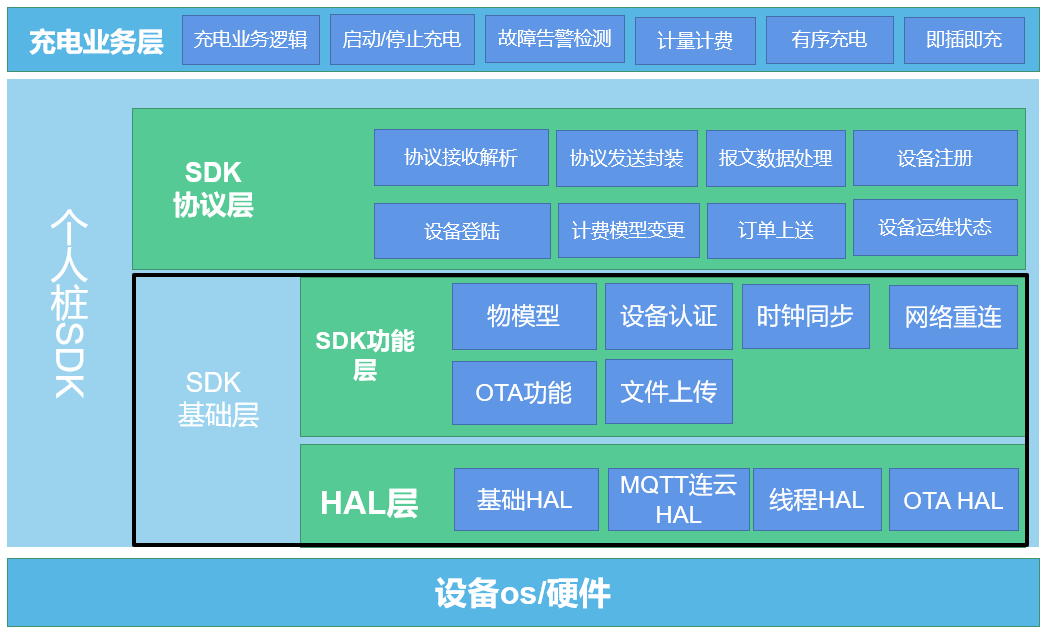 充电业务层
充电业务逻辑
启动/停止充电
故障告警检测
计量计费
有序充电
即插即充
个人桩SDK
SDK
协议层
协议接收解析
协议发送封装
报文数据处理
设备注册
设备登陆
计费模型变更
订单上送
设备运维状态
SDK
基础层
SDK功能
层
物模型
设备认证
时钟同步
网络重连
OTA功能
文件上传
HAL层
基础HAL
MQTT连云
HAL
线程HAL
OTA HAL
设备os/硬件